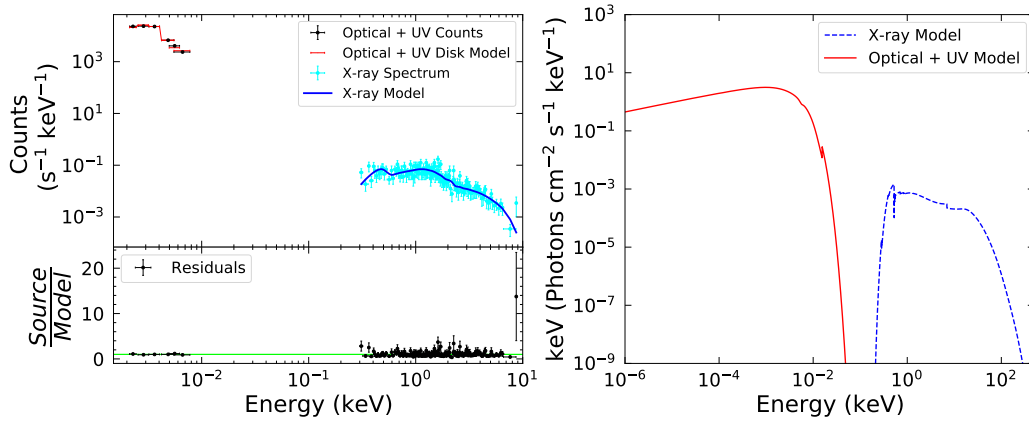 10⁴
10¹
10⁻¹
10⁻³
Counts
(s⁻¹ keV⁻¹)
Optical + UV Counts
Optical + UV Disk Model
X-ray Spectrum
X-ray Model
20
10
0
Source
Model
Residuals
10⁻² 10⁻¹ 10⁰ 10¹
Energy (keV)
10³
10¹
10⁻¹
10⁻³
10⁻⁵
10⁻⁷
10⁻⁹
keV (Photons cm⁻² s⁻¹ keV⁻¹)
X-ray Model
Optical + UV Model
10⁻⁶ 10⁻⁴ 10⁻² 10⁰ 10²
Energy (keV)